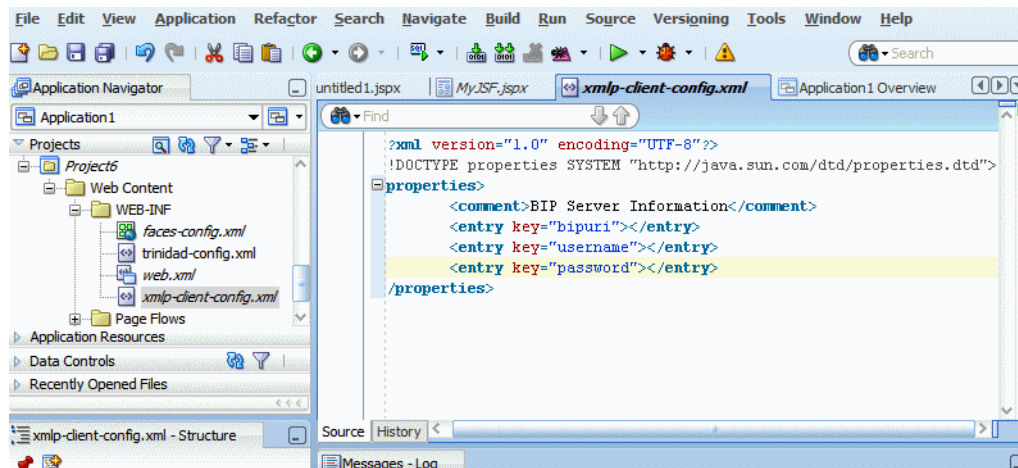 File Edit View Application Refactor Search Navigate Build Run Source Versioning Tools Window Help
Search
Application Navigator
Application1
Projects
Project6
Web Content
WEB-INF
faces-config.xml
trinidad-config.xml
web.xml
xmlp-client-config.xml
Page Flows
Application Resources
Data Controls
Recently Opened Files
xmlp-client-config.xml - Structure
untitled1.jspx MyJSF.jspx xmlp-client-config.xml Application1 Overview
Find
?xml version="1.0" encoding="UTF-8"?>
!DOCTYPE properties SYSTEM "http://java.sun.com/dtd/properties.dtd">
properties>
<comment>BIP Server Information</comment>
<entry key="bipuri"></entry>
<entry key="username"></entry>
<entry key="password"></entry>
/properties>
Source History
Messages - Log